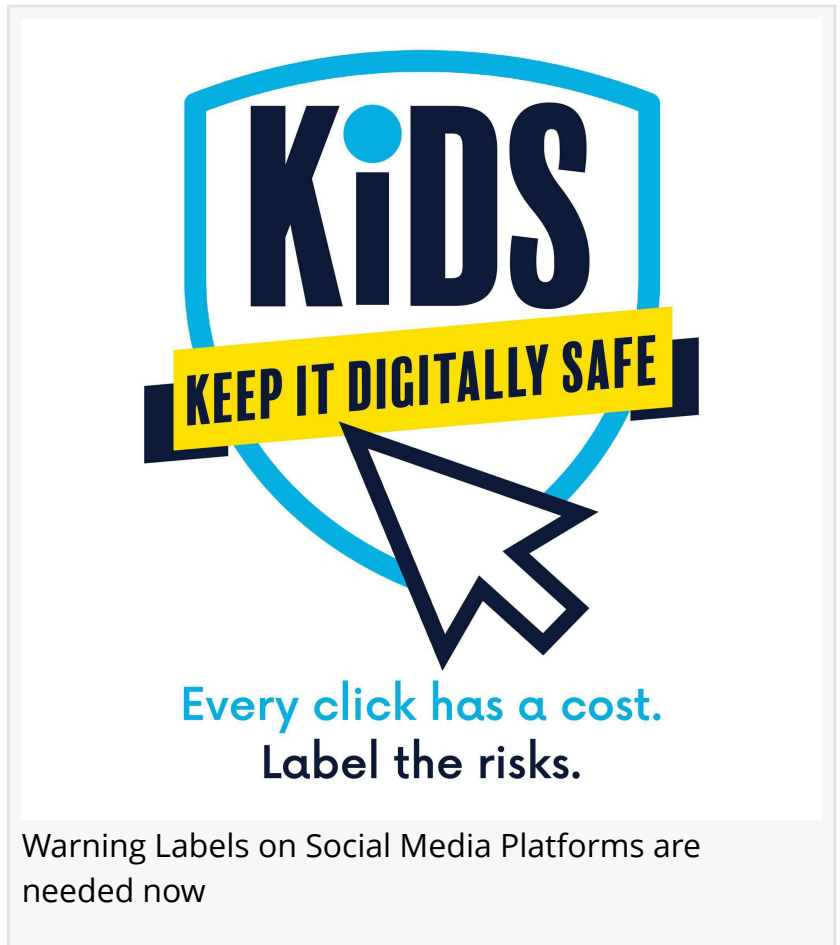 KiDS
KEEP IT DIGITALLY SAFE
Every click has a cost.
Label the risks.
Warning Labels on Social Media Platforms are
needed now